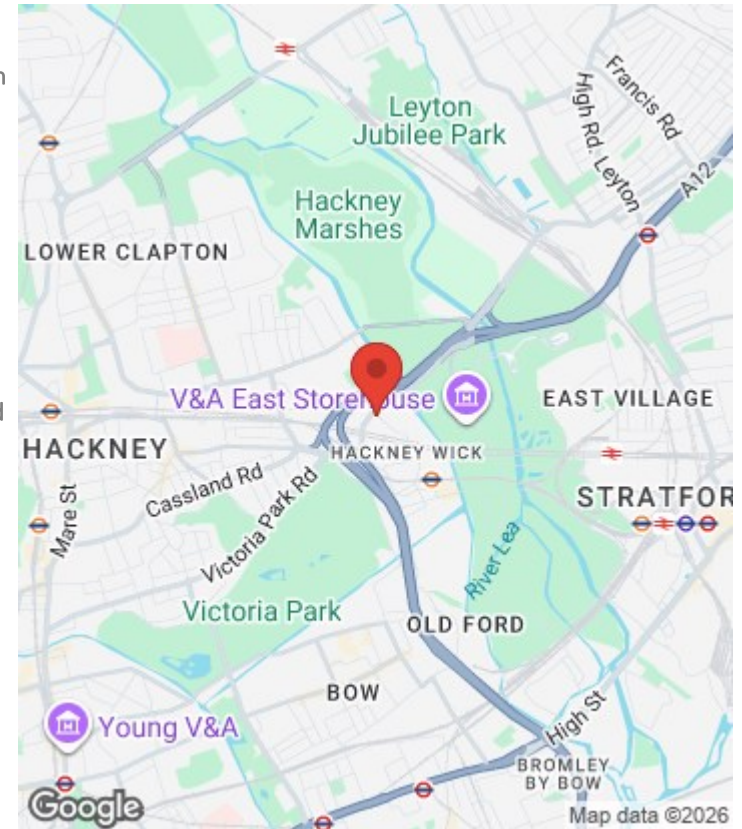 n
Leyton
Jubilee Park
Francis Rd
High Rd. Leyton
A12
Hackney
Marshes
LOWER CLAPTON
V&A East Storehouse
EAST VILLAGE
d
HACKNEY
HACKNEY WICK
Cassland Rd
Victoria Park Rd
Mare St
STRATFOR
River Lea
Victoria Park
OLD FORD
BOW
High St
Young V&A
BROMLEY
BY BOW
Google
Map data ©2026